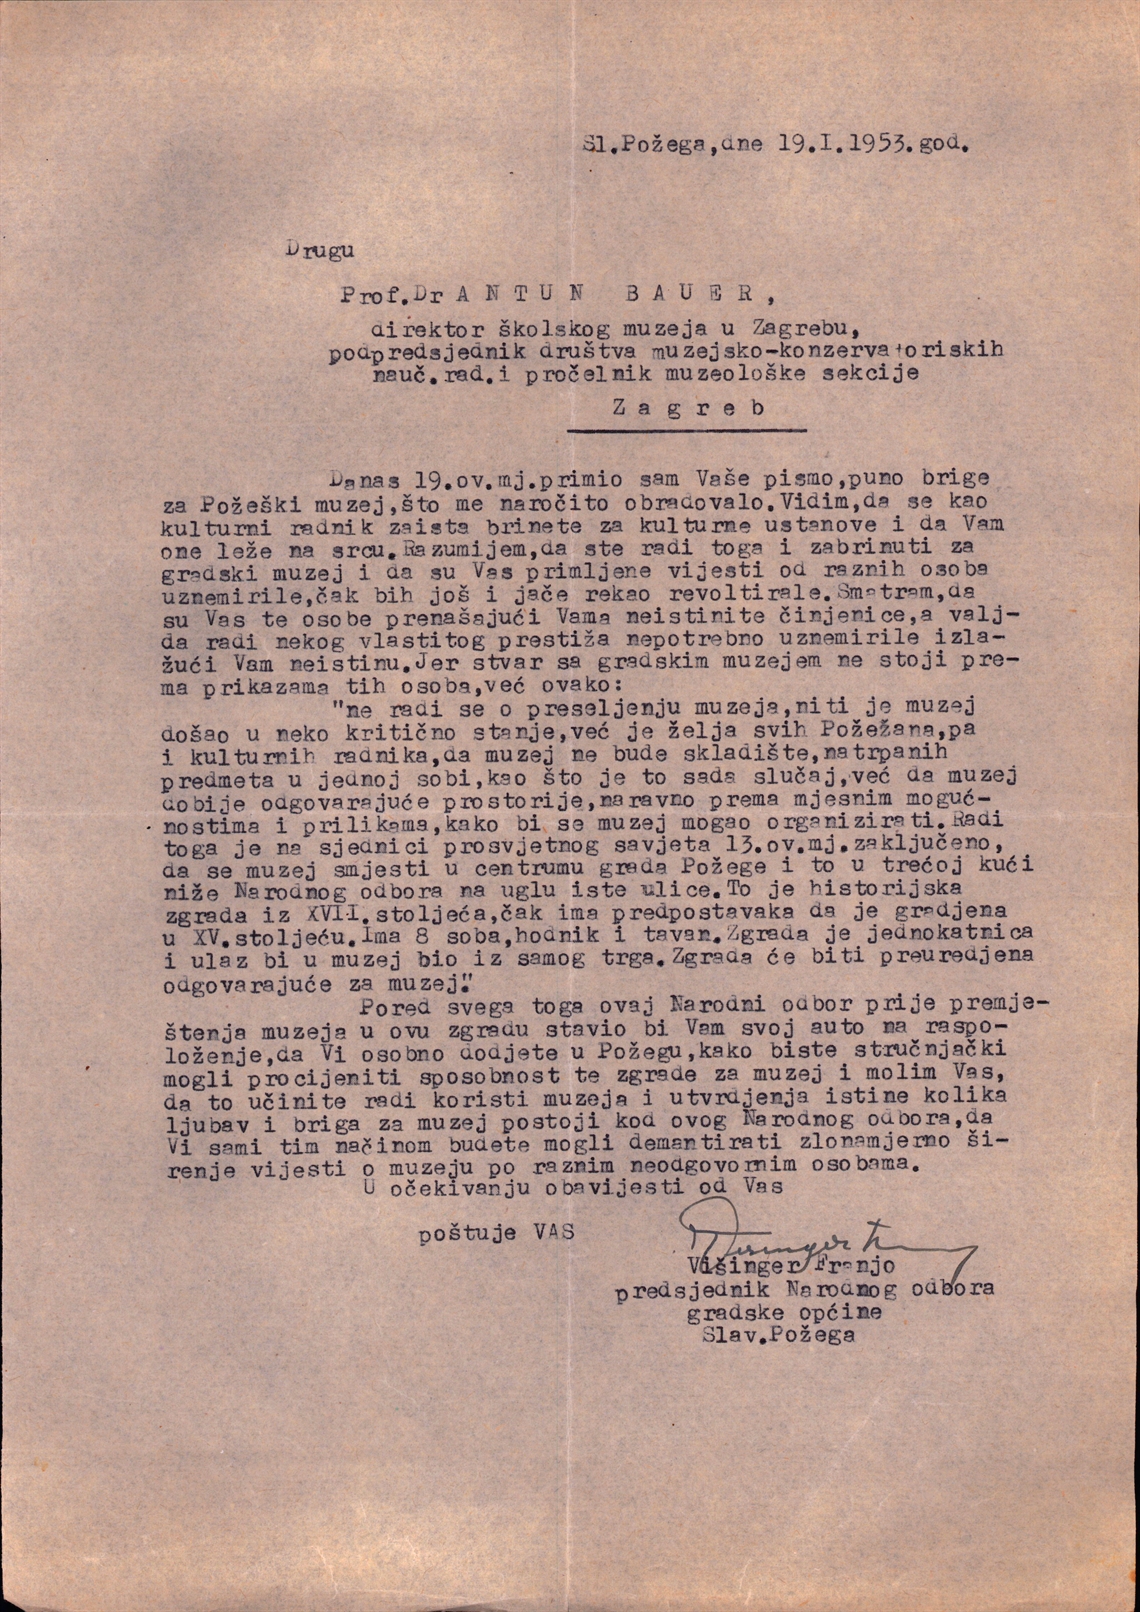 Sl.Požega,dne 19.I.1953.god.
Drugu
Prof.Dr A N T U N   B A U E R ,
direktor školskog muzeja u Zagrebu,
podpredsjednik društva muzejsko-konzervatoriskih
nauč.rad.i pročelnik muzeološke sekcije
Z a g r e b
Danas 19.ov.mj.primio sam Vaše pismo,puno brige
za Požeški muzej,što me naročito obradovalo.Vidim,da se kao
kulturni radnik zaista brinete za kulturne ustanove i da Vam
one leže na srcu.Razumijem,da ste radi toga i zabrinuti za
gradski muzej i da su Vas primljene vijesti od raznih osoba
uznemirile,čak bih još i jače rekao revoltirale.Smatram,da
su Vas te osobe prenašajući Vama neistinite činjenice,a valj-
da radi nekog vlastitog prestiža nepotrebno uznemirile izla-
žući Vam neistinu.Jer stvar sa gradskim muzejem ne stoji pre-
ma prikazama tih osoba,već ovako:
"ne radi se o preseljenju muzeja,niti je muzej
došao u neko kritično stanje,već je želja svih Požežana,pa
i kulturnih radnika,da muzej ne bude skladište,natrpanih
predmeta u jednoj sobi,kao što je to sada slučaj,već da muzej
dobije odgovarajuće prostorije,naravno prema mjesnim moguć-
nostima i prilikama,kako bi se muzej mogao organizirati.Radi
toga je na sjednici prosvjetnog savjeta 13.ov.mj.zaključeno,
da se muzej smjesti u centrumu grada Požege i to u trećoj kući
niže Narodnog odbora na uglu iste ulice.To je historijska
zgrada iz XVII.stoljeća,čak ima predpostavaka da je gradjena
u XV.stoljeću.Ima 8 soba,hodnik i tavan.Zgrada je jednokatnica
i ulaz bi u muzej bio iz samog trga.Zgrada će biti preuredjena
odgovarajuće za muzej."
Pored svega toga ovaj Narodni odbor prije premje-
štenja muzeja u ovu zgradu stavio bi Vam svoj auto na raspo-
loženje,da Vi osobno dodjete u Požegu,kako biste stručnjački
mogli procijeniti sposobnost te zgrade za muzej i molim Vas,
da to učinite radi koristi muzeja i utvrdjenja istine kolika
ljubav i briga za muzej postoji kod ovog Narodnog odbora,da
Vi sami tim načinom budete mogli demantirati zlonamjerno ši-
renje vijesti o muzeju po raznim neodgovornim osobama.
U očekivanju obavijesti od Vas
poštuje VAS
Višinger Franjo
predsjednik Narodnog odbora
gradske općine
Slav.Požega